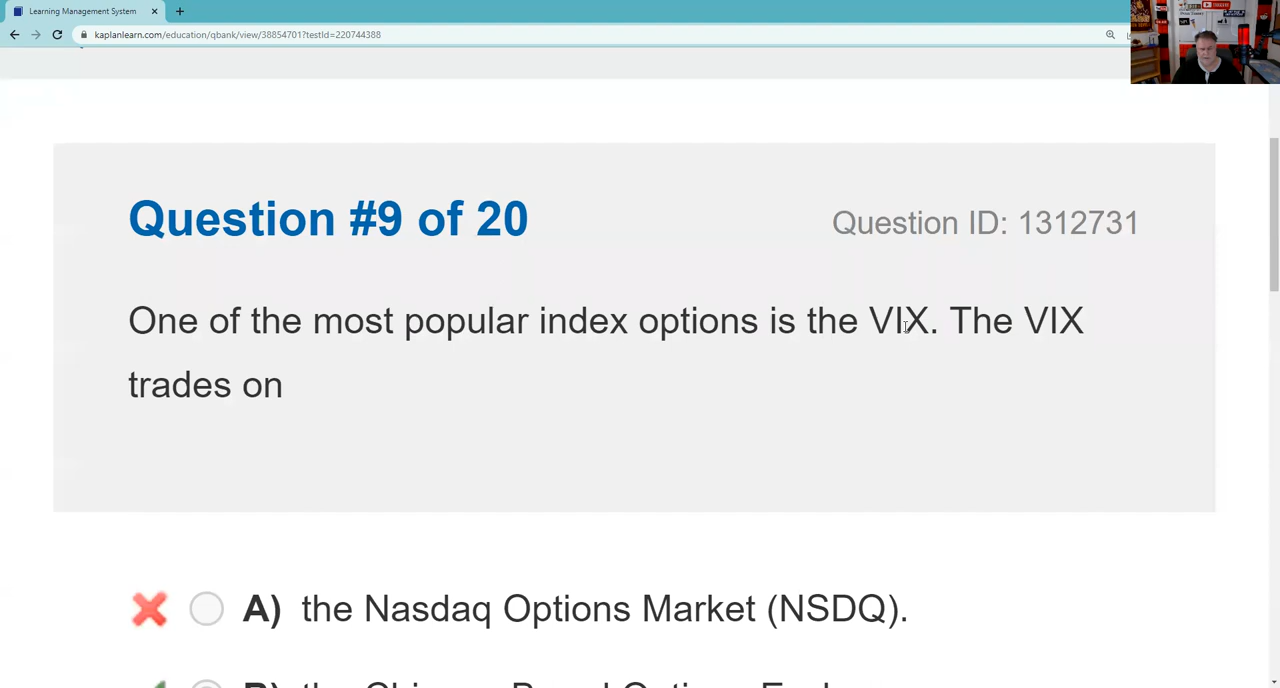 Learning Management System
kaplanlearn.com/education/qbank/view/38854701?testId=220744388
Question #9 of 20
Question ID: 1312731
One of the most popular index options is the VIX. The VIX
trades on
A) the Nasdaq Options Market (NSDQ).